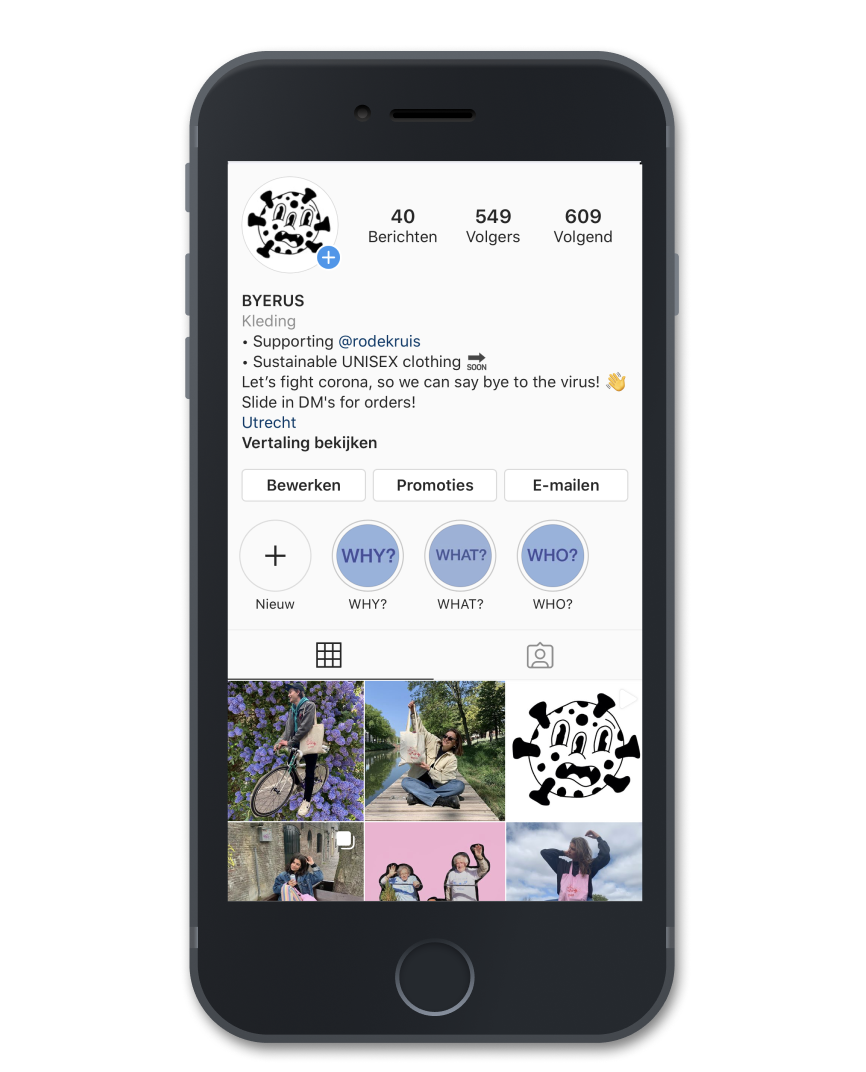 40 549 609
Berichten Volgers Volgend
BYERUS
Kleding
• Supporting @rodekruis
• Sustainable UNISEX clothing SOON
Let’s fight corona, so we can say bye to the virus!
Slide in DM's for orders!
Utrecht
Vertaling bekijken
Bewerken Promoties E-mailen
WHY? WHAT? WHO?
Nieuw WHY? WHAT? WHO?